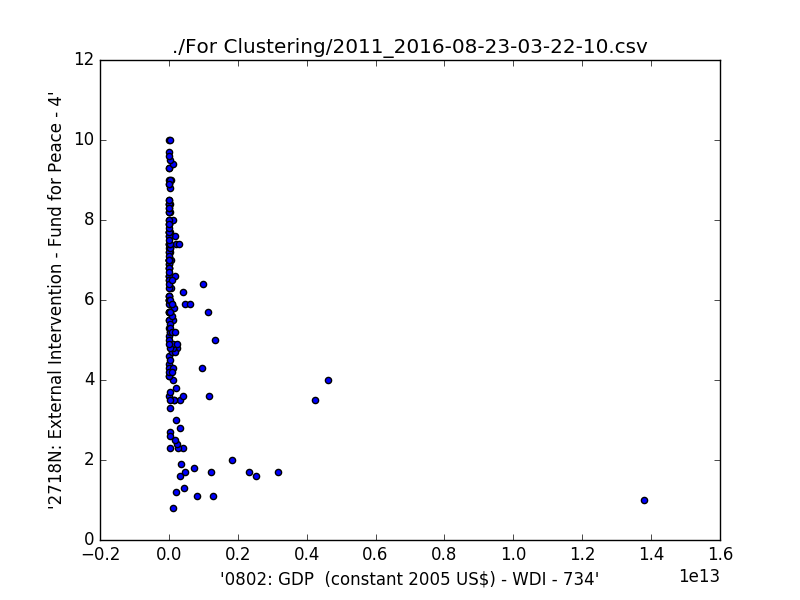 ./For Clustering/2011_2016-08-23-03-22-10.csv
12
10
8
6
4
2
0
'2718N: External Intervention - Fund for Peace - 4'
−0.2 0.0 0.2 0.4 0.6 0.8 1.0 1.2 1.4 1.6
1e13
'0802: GDP  (constant 2005 US$) - WDI - 734'